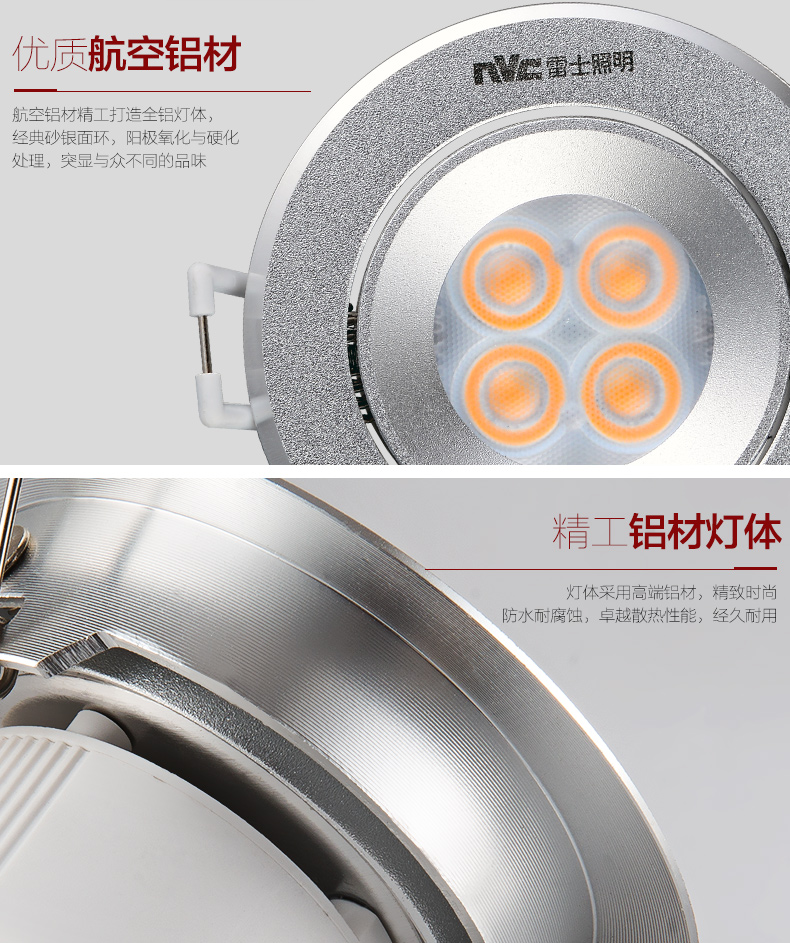 优质航空铝材
航空铝材精工打造全铝灯体，
经典砂银面环，阳极氧化与硬化
处理，突显与众不同的品味
nVc雷士照明
精工铝材灯体
灯体采用高端铝材，精致时尚
防水耐腐蚀，卓越散热性能，经久耐用